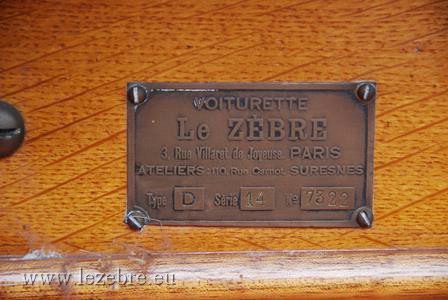 VOITURETTE
Le ZÈBRE
3, Rue Villaret de Joyeuse. PARIS
ATELIERS: 110, Rue Carnot. SURESNES
Type D Série 14 No 7322
www.lezebre.eu